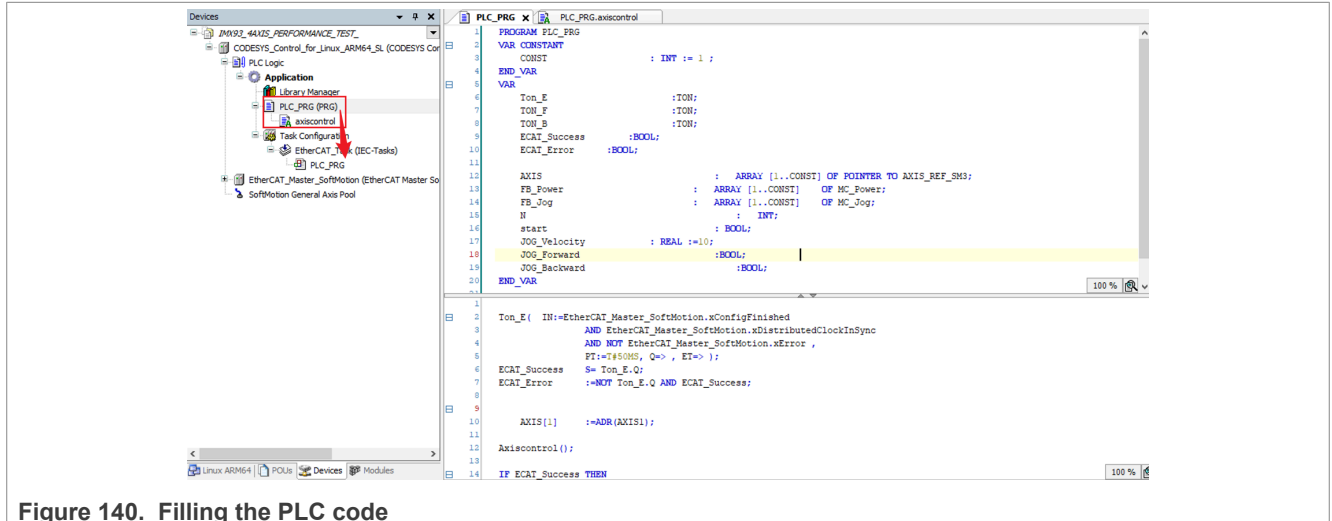 Devices
IMX93_4AXIS_PERFORMANCE_TEST_
CODESYS_Control_for_Linux_ARM64_SL (CODESYS Cor
PLC Logic
Application
Library Manager
PLC_PRG (PRG)
axiscontrol
Task Configuration
EtherCAT_Task (IEC-Tasks)
PLC_PRG
EtherCAT_Master_SoftMotion (EtherCAT Master So
SoftMotion General Axis Pool
Linux ARM64 POUs Devices Modules
PLC_PRG X PLC_PRG.axiscontrol
1 PROGRAM PLC_PRG
2 VAR CONSTANT
3 CONST : INT := 1 ;
4 END_VAR
5 VAR
6 Ton_E :TON;
7 TON_F :TON;
8 TON_B :TON;
9 ECAT_Success :BOOL;
10 ECAT_Error :BOOL;
11
12 AXIS : ARRAY [1..CONST] OF POINTER TO AXIS_REF_SM3;
13 FB_Power : ARRAY [1..CONST] OF MC_Power;
14 FB_Jog : ARRAY [1..CONST] OF MC_Jog;
15 N : INT;
16 start : BOOL;
17 JOG_Velocity : REAL :=10;
18 JOG_Forward :BOOL;
19 JOG_Backward :BOOL;
20 END_VAR
100 %
1
2 Ton_E( IN:=EtherCAT_Master_SoftMotion.xConfigFinished
3 AND EtherCAT_Master_SoftMotion.xDistributedClockInSync
4 AND NOT EtherCAT_Master_SoftMotion.xError ,
5 PT:=T#50MS, Q=> , ET=> );
6 ECAT_Success S= Ton_E.Q;
7 ECAT_Error :=NOT Ton_E.Q AND ECAT_Success;
8
9
10 AXIS[1] :=ADR(AXIS1);
11
12 Axiscontrol();
13
14 IF ECAT_Success THEN
100 %
Figure 140. Filling the PLC code